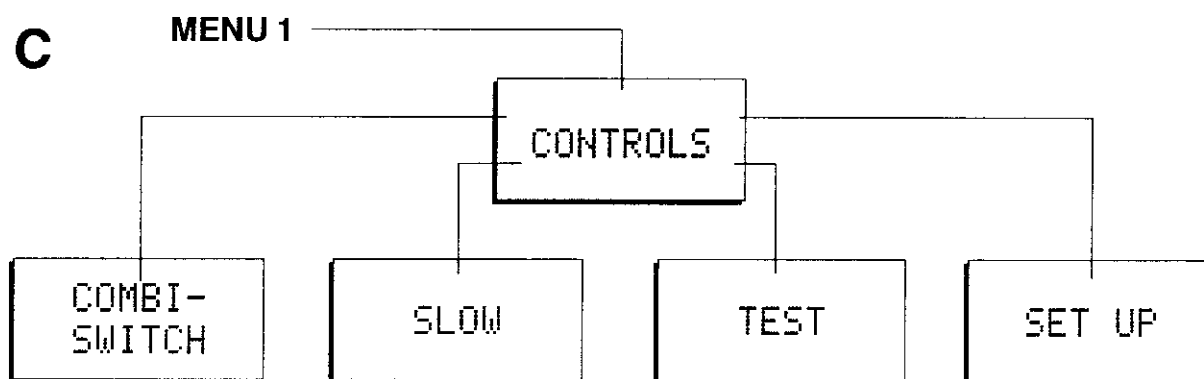 C
MENU 1
CONTROLS
COMBI-
SWITCH
SLOW
TEST
SET UP